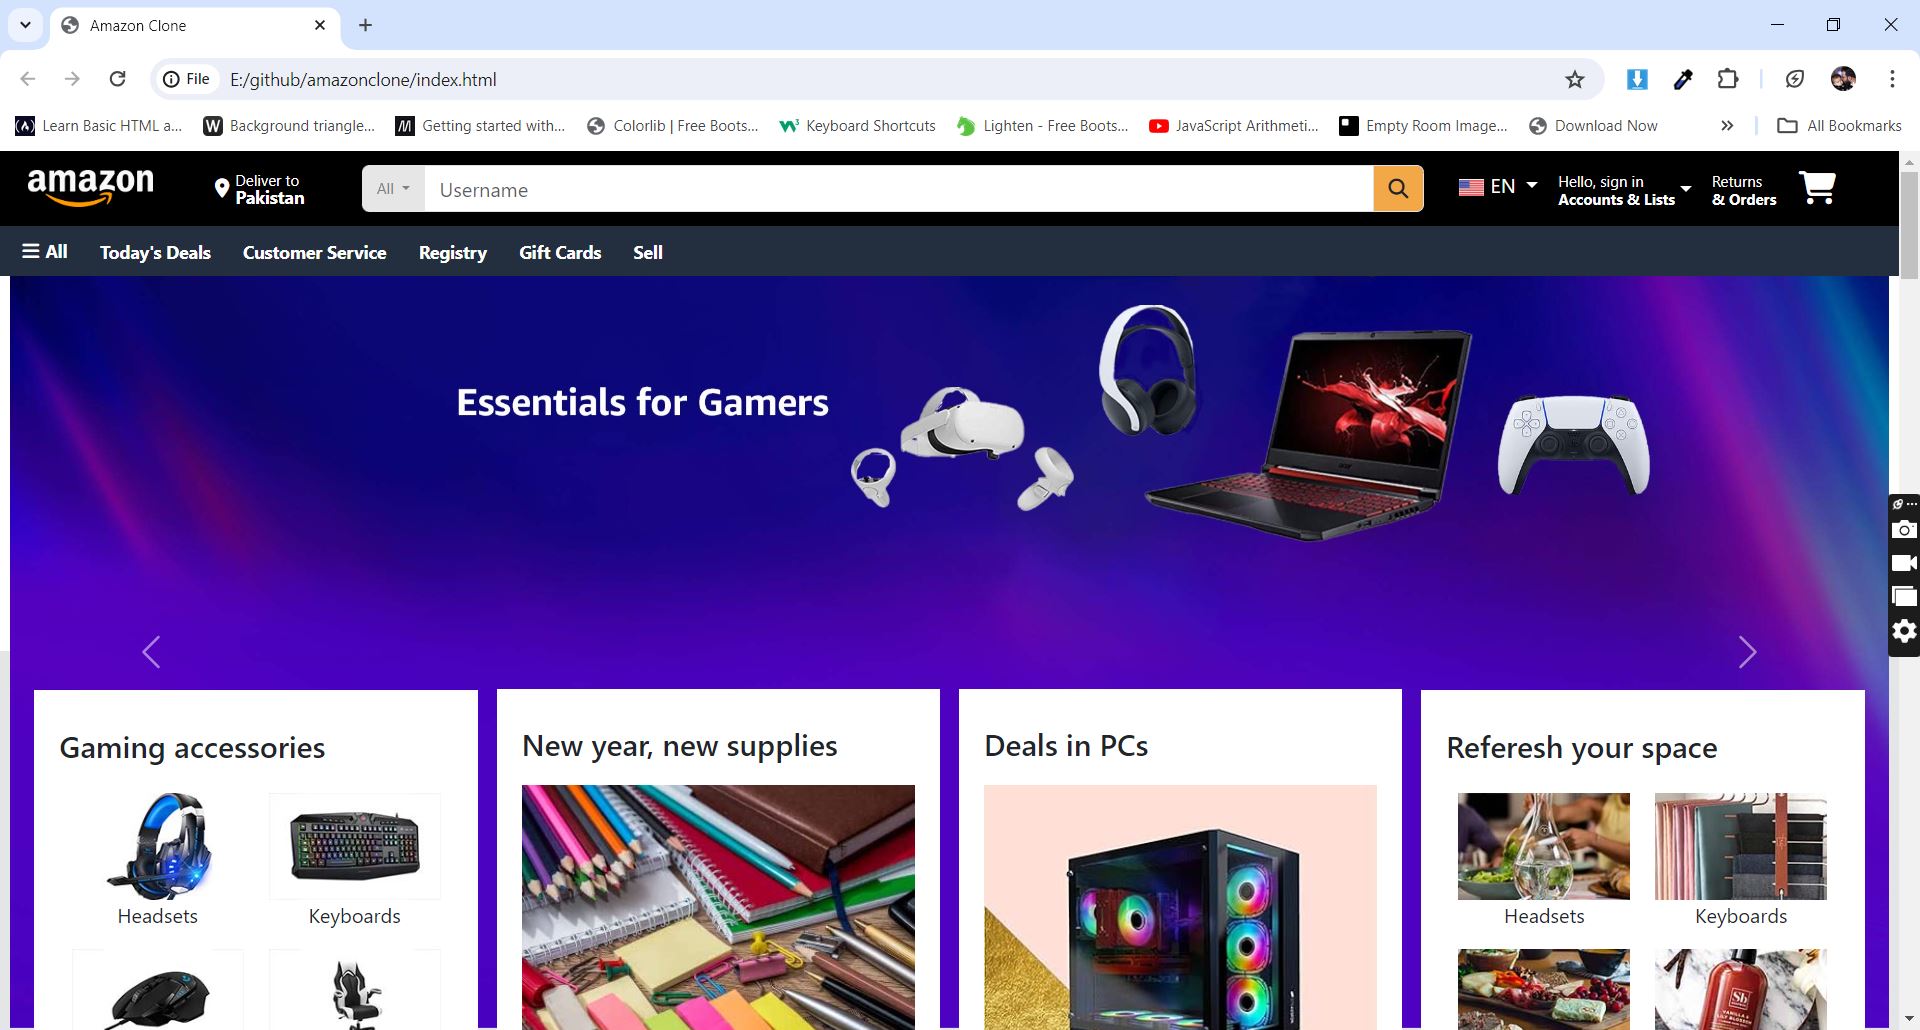 Amazon Clone
File
E:/github/amazonclone/index.html
Learn Basic HTML a...
Background triangle...
Getting started with...
Colorlib | Free Boots...
Keyboard Shortcuts
Lighten - Free Boots...
JavaScript Arithmeti...
Empty Room Image...
Download Now
All Bookmarks
amazon
Deliver to
Pakistan
All
Username
EN
Hello, sign in
Accounts & Lists
Returns
& Orders
All
Today's Deals
Customer Service
Registry
Gift Cards
Sell
Essentials for Gamers
Gaming accessories
New year, new supplies
Deals in PCs
Referesh your space
Headsets
Keyboards
Headsets
Keyboards
Sb
VANILLA &